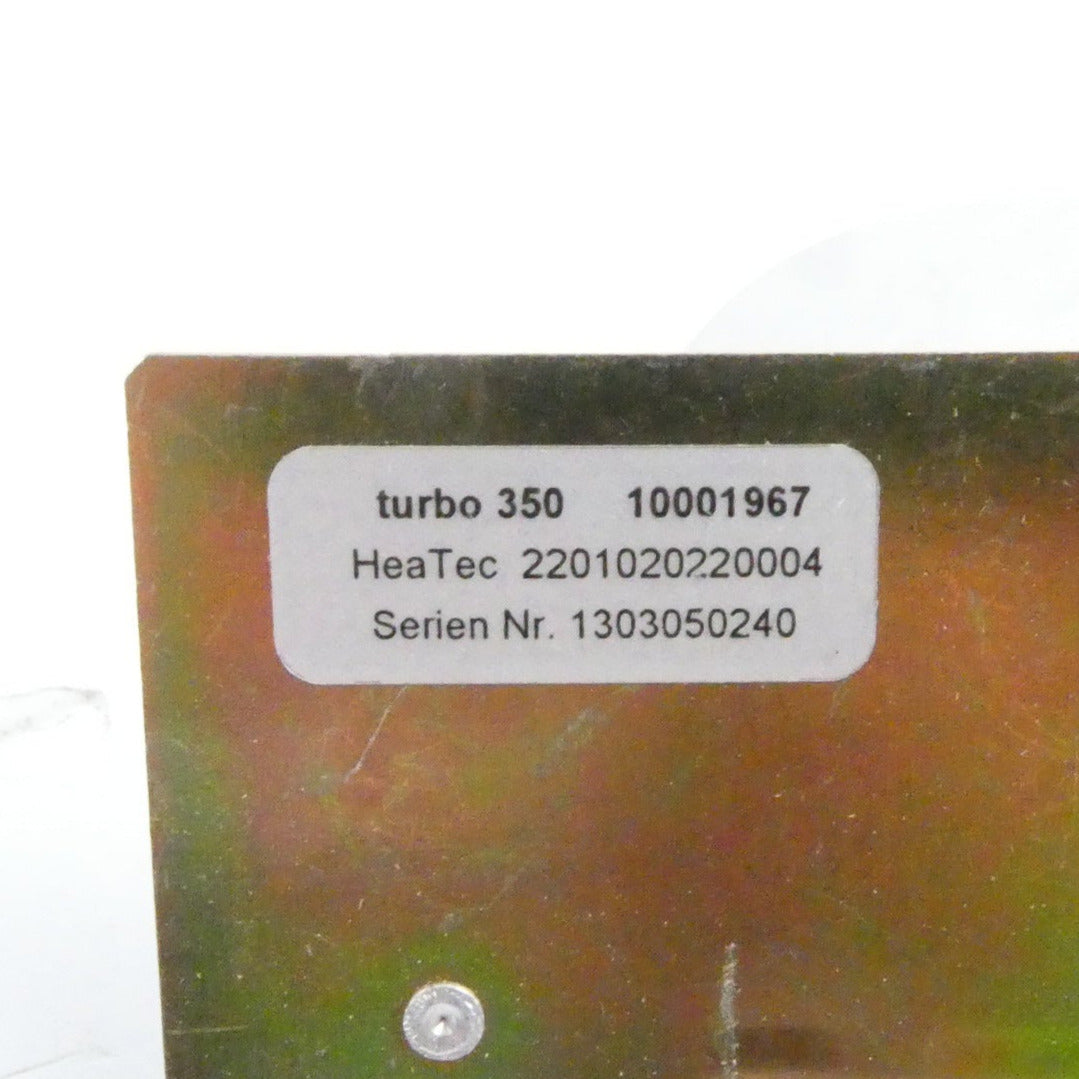 turbo 350 10001967
HeaTec 2201020220004
Serien Nr. 1303050240